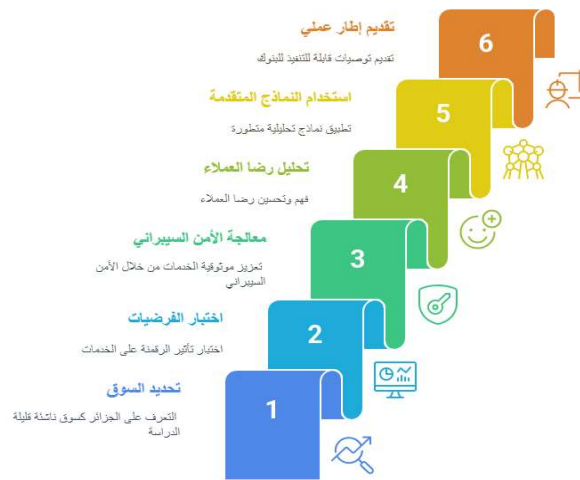 6
تقديم إطار عملي
تقديم توصيات قابلة للتنفيذ للبنوك
5
استخدام النماذج المتقدمة
تطبيق نماذج تحليلية متطورة
4
تحليل رضا العملاء
فهم وتحسين رضا العملاء
3
معالجة الأمن السيبراني
تعزيز موثوقية الخدمات من خلال الأمن
السيبراني
2
اختبار الفرضيات
اختبار تأثير الرقمنة على الخدمات
1
تحديد السوق
التعرف على الجزائر كسوق ناشئة قليلة
الدراسة